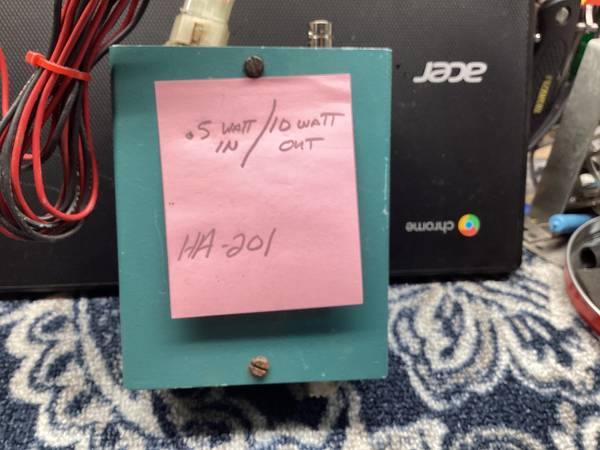 acer
.5 WATT / 10 WATT
IN OUT
HA-201
chrome